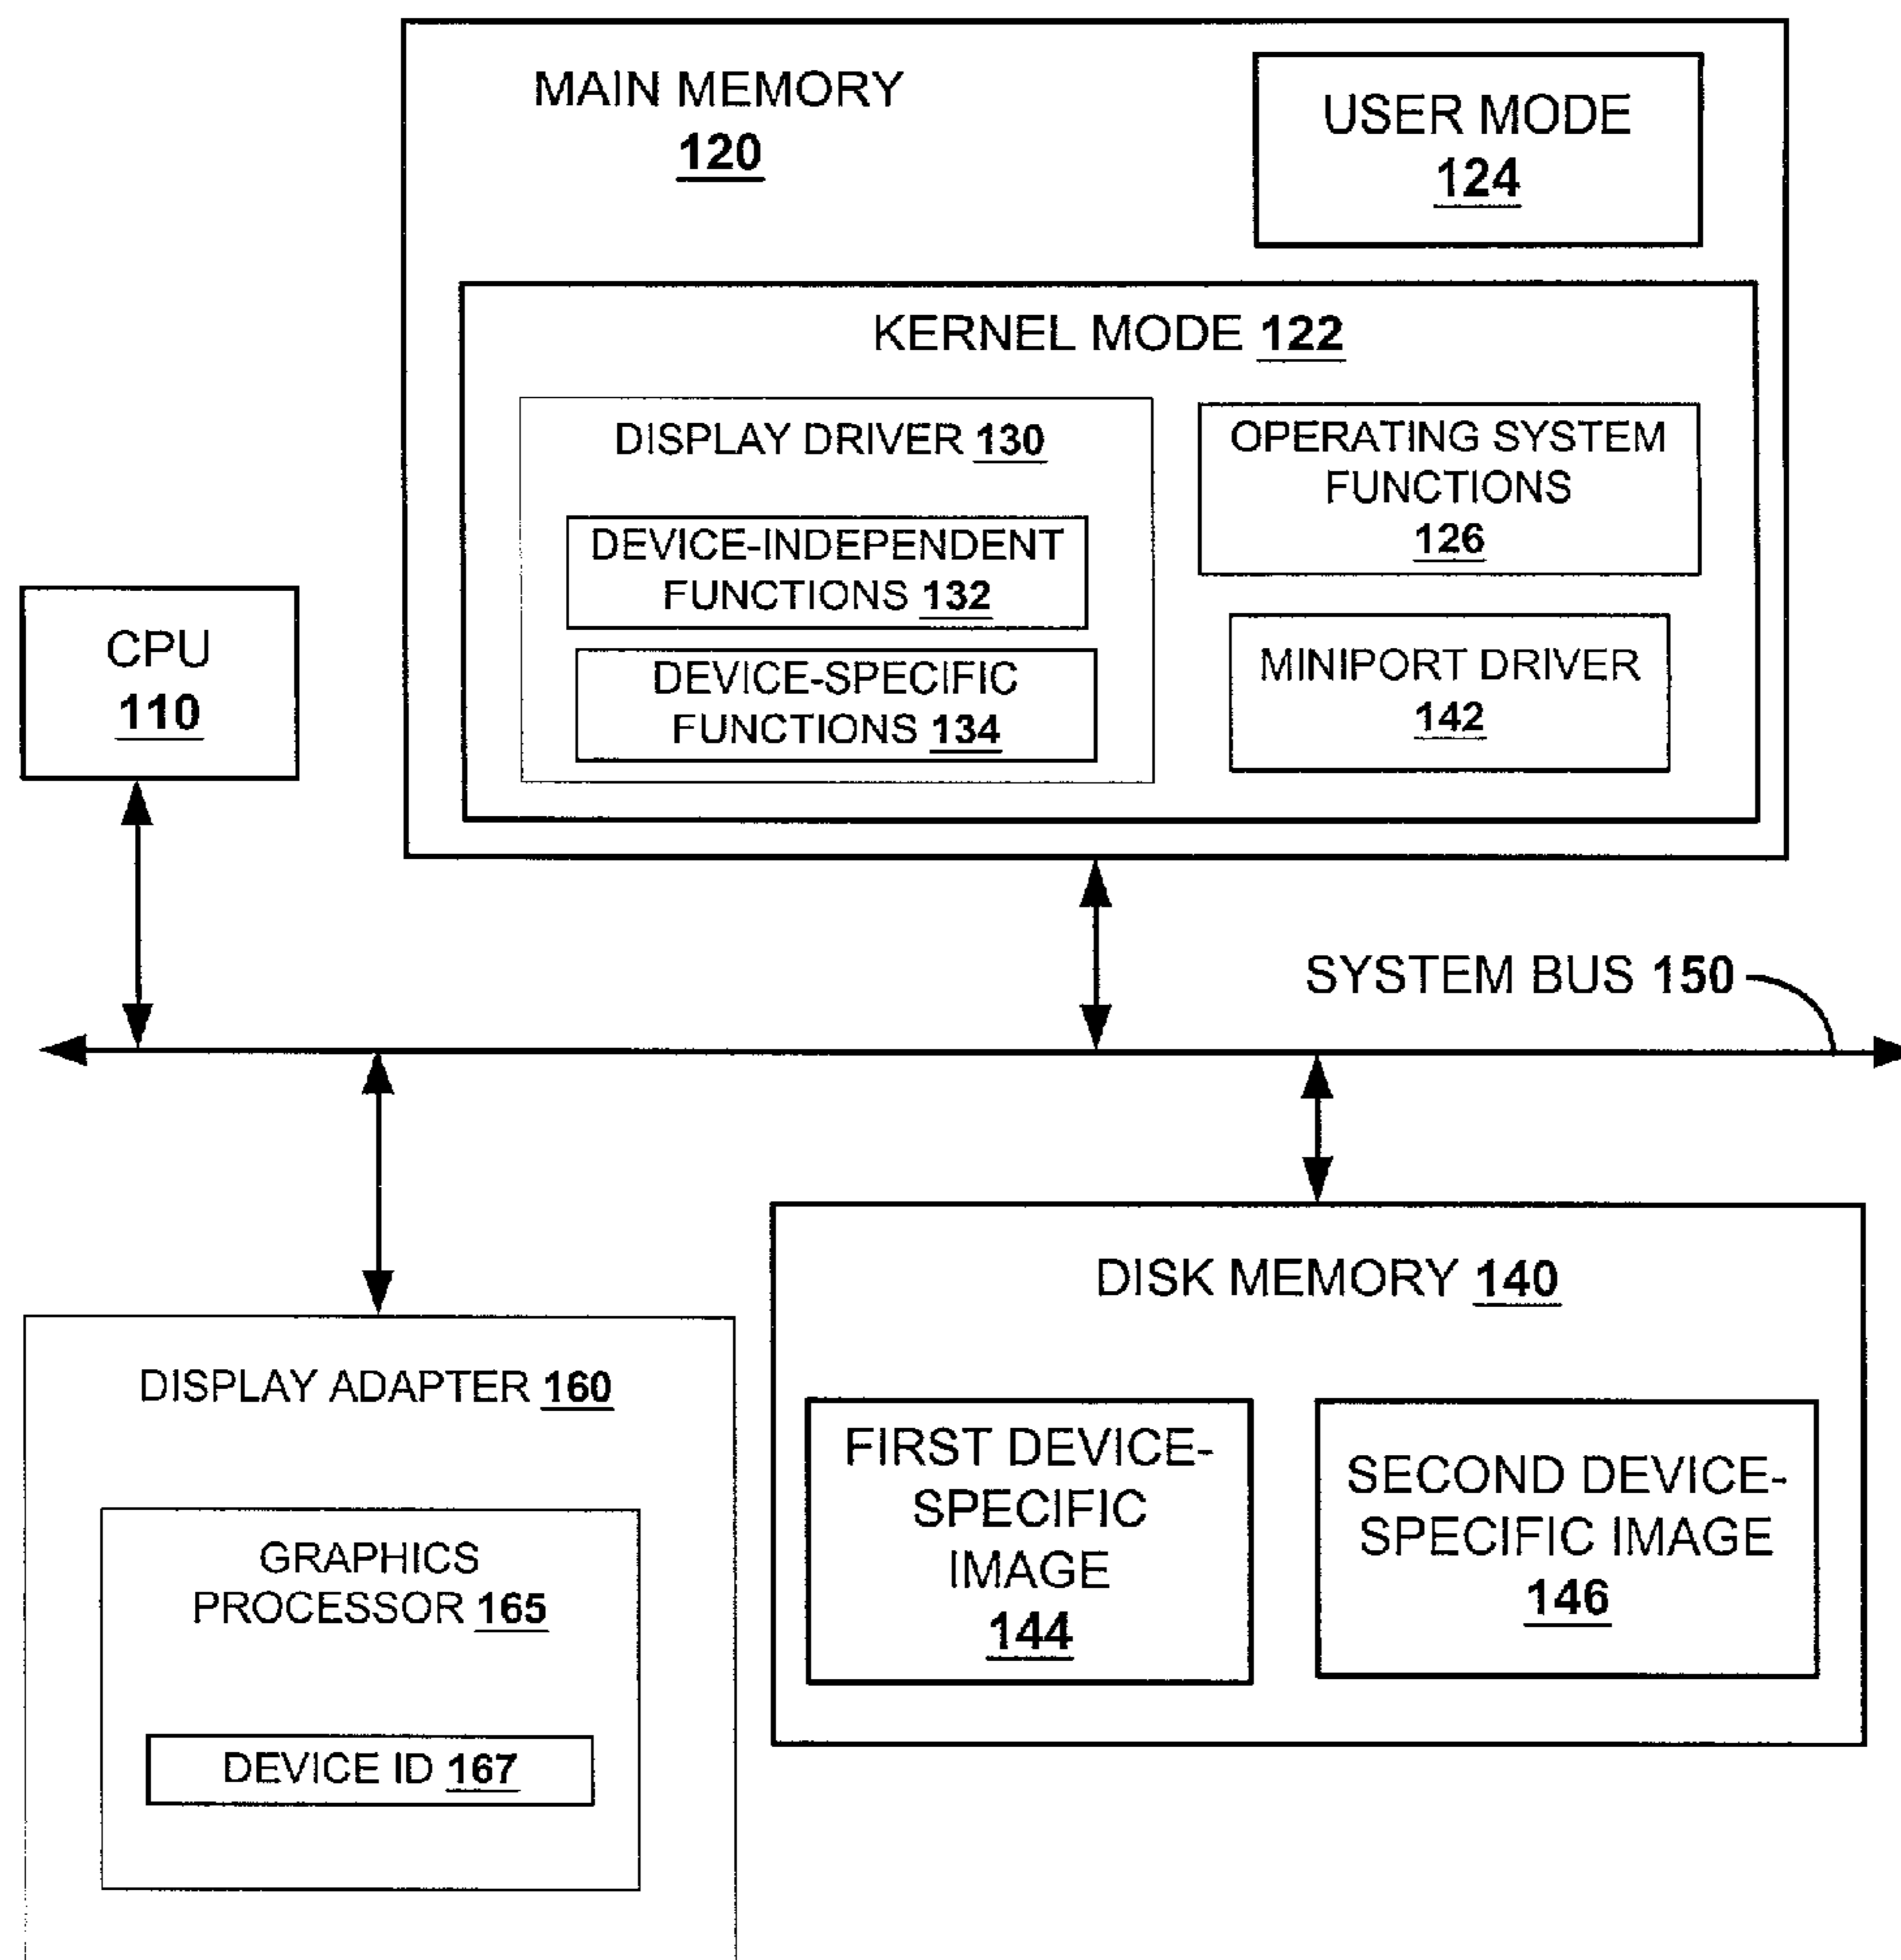 MAIN MEMORY
120
USER MODE
124
KERNEL MODE 122
DISPLAY DRIVER 130
DEVICE-INDEPENDENT
FUNCTIONS 132
DEVICE-SPECIFIC
FUNCTIONS 134
OPERATING SYSTEM
FUNCTIONS
126
MINIPORT DRIVER
142
CPU
110
SYSTEM BUS 150
DISPLAY ADAPTER 160
GRAPHICS
PROCESSOR 165
DEVICE ID 167
DISK MEMORY 140
FIRST DEVICE-
SPECIFIC
IMAGE
144
SECOND DEVICE-
SPECIFIC IMAGE
146